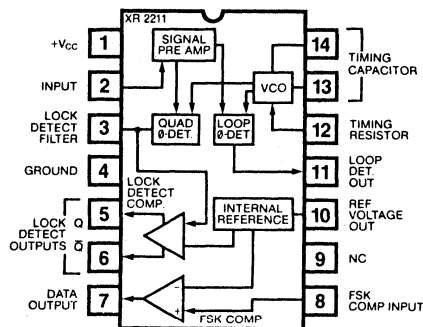 XR 2211
+VCC
1
SIGNAL
PRE AMP
14
TIMING
CAPACITOR
INPUT
2
VCO
13
LOCK
DETECT
FILTER
3
QUAD
Ø-DET.
LOOP
Ø-DET.
12
TIMING
RESISTOR
GROUND
4
LOCK
DETECT
COMP.
11
LOOP
DET.
OUT
LOCK
DETECT
OUTPUTS
Q
5
INTERNAL
REFERENCE
10
REF
VOLTAGE
OUT
Q̅
6
9
NC
DATA
OUTPUT
7
−
+
FSK COMP
8
FSK
COMP INPUT